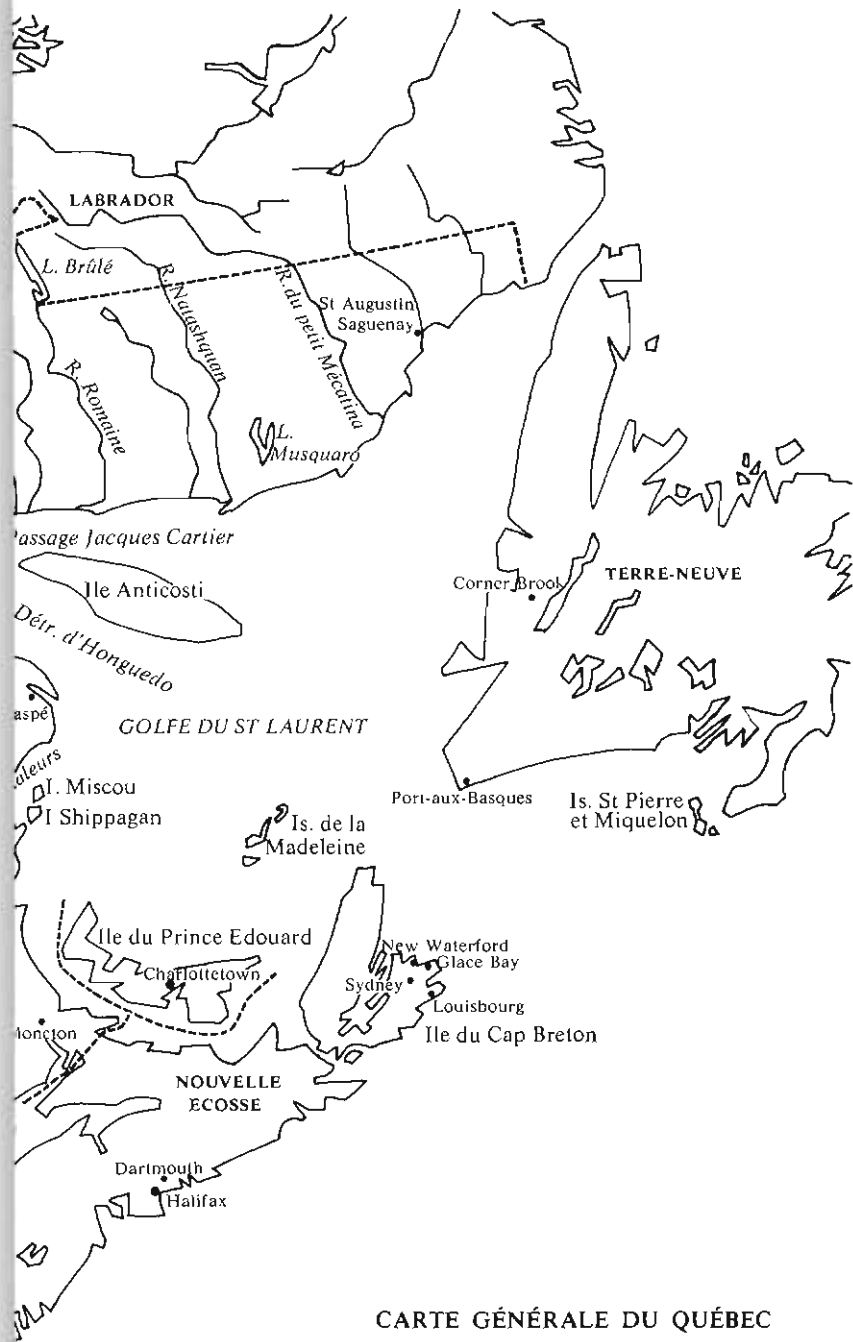 LABRADOR
L. Brûlé
R. Natashquan
R. du petit Mécatina
St Augustin
Saguenay
R. Romaine
L.
Musquaro
Passage Jacques Cartier
Ile Anticosti
Détr. d'Honguedo
Corner Brook
TERRE-NEUVE
aspé
GOLFE DU ST LAURENT
aleurs
I. Miscou
I Shippagan
Port-aux-Basques
Is. St Pierre
et Miquelon
Is. de la
Madeleine
Ile du Prince Edouard
Charlottetown
New Waterford
Glace Bay
Sydney
Louisbourg
Ile du Cap Breton
Moncton
NOUVELLE
ECOSSE
Dartmouth
Halifax
CARTE GÉNÉRALE DU QUÉBEC